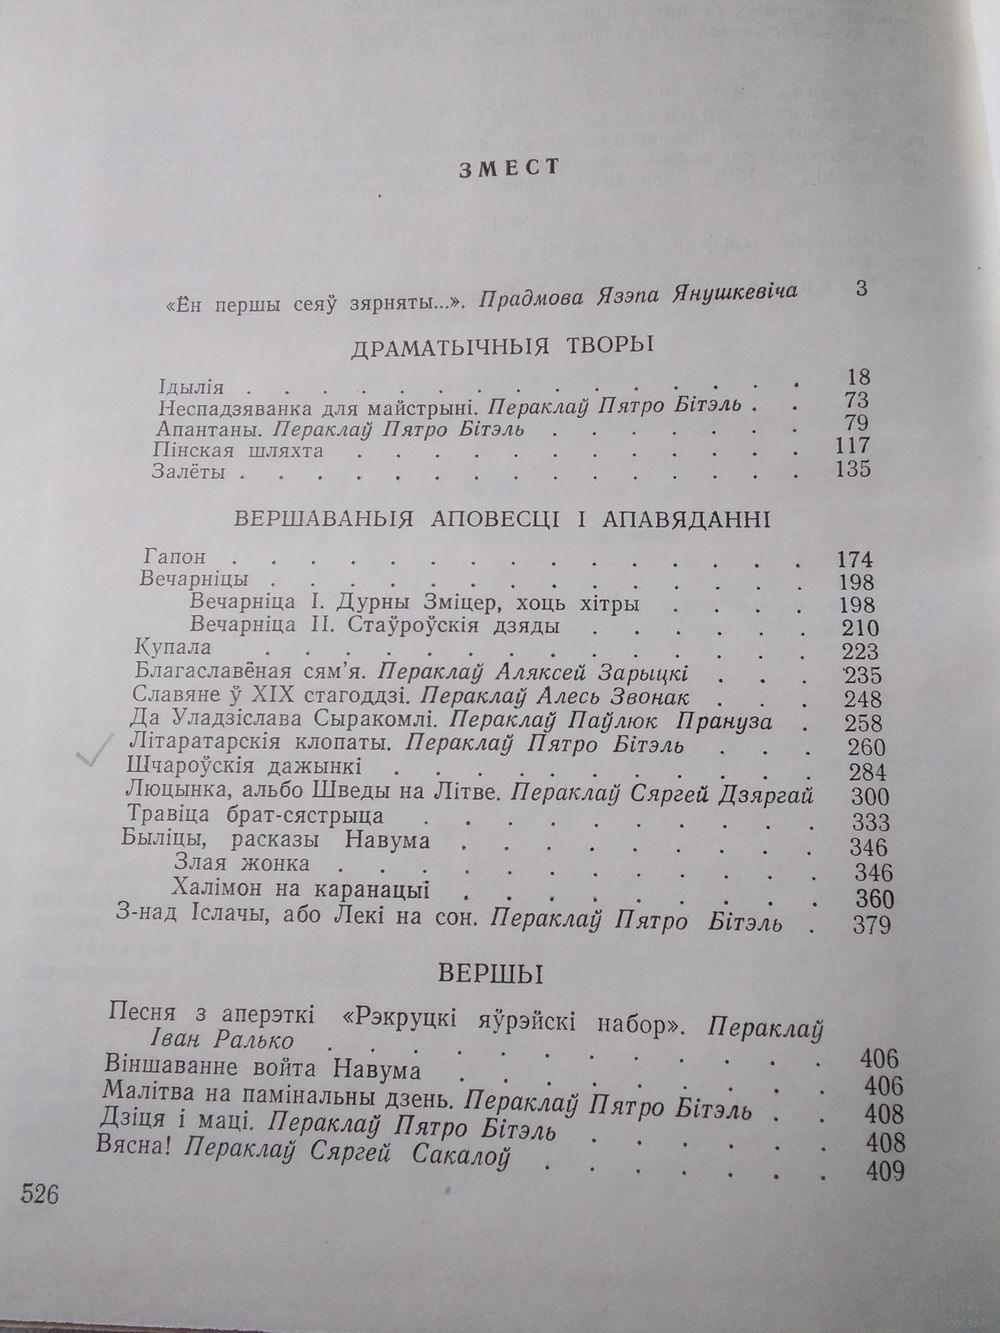 ЗМЕСТ
«Ён першы сеяў зярняты...». Прадмова Язэпа Янушкевіча 3
ДРАМАТЫЧНЫЯ ТВОРЫ
Ідылія . . . . . . . . . . . . . . . 18
Неспадзяванка для майстрыні. Пераклаў Пятро Бітэль . . 73
Апантаны. Пераклаў Пятро Бітэль . . . . . . . 79
Пінская шляхта . . . . . . . . . . . . 117
Залёты . . . . . . . . . . . . . . . 135
ВЕРШАВАНЫЯ АПОВЕСЦІ І АПАВЯДАННІ
Гапон . . . . . . . . . . . . . . . 174
Вечарніцы . . . . . . . . . . . . . . 198
Вечарніца I. Дурны Зміцер, хоць хітры . . . . 198
Вечарніца II. Стаўроўскія дзяды . . . . . . 210
Купала . . . . . . . . . . . . . . 223
Благаславёная сям’я. Пераклаў Аляксей Зарыцкі . . . 235
Славяне ў XIX стагоддзі. Пераклаў Алесь Звонак . . . 248
Да Уладзіслава Сыракомлі. Пераклаў Паўлюк Прануза . 258
Літаратарскія клопаты. Пераклаў Пятро Бітэль . . . 260
Шчароўскія дажынкі . . . . . . . . . . . 284
Люцынка, альбо Шведы на Літве. Пераклаў Сяргей Дзяргай 300
Травіца брат-сястрыца . . . . . . . . . . 333
Быліцы, расказы Навума . . . . . . . . . 346
Злая жонка . . . . . . . . . . . . 346
Халімон на каранацыі . . . . . . . . . 360
З-над Іслачы, або Лекі на сон. Пераклаў Пятро Бітэль . 379
ВЕРШЫ
Песня з аперэткі «Рэкруцкі яўрэйскі набор». Пераклаў
Іван Ралько . . . . . . . . . . . . 406
Віншаванне войта Навума . . . . . . . . . 406
Малітва на памінальны дзень. Пераклаў Пятро Бітэль . . 408
Дзіця і маці. Пераклаў Пятро Бітэль . . . . . . 408
Вясна! Пераклаў Сяргей Сакалоў . . . . . . . 409
526